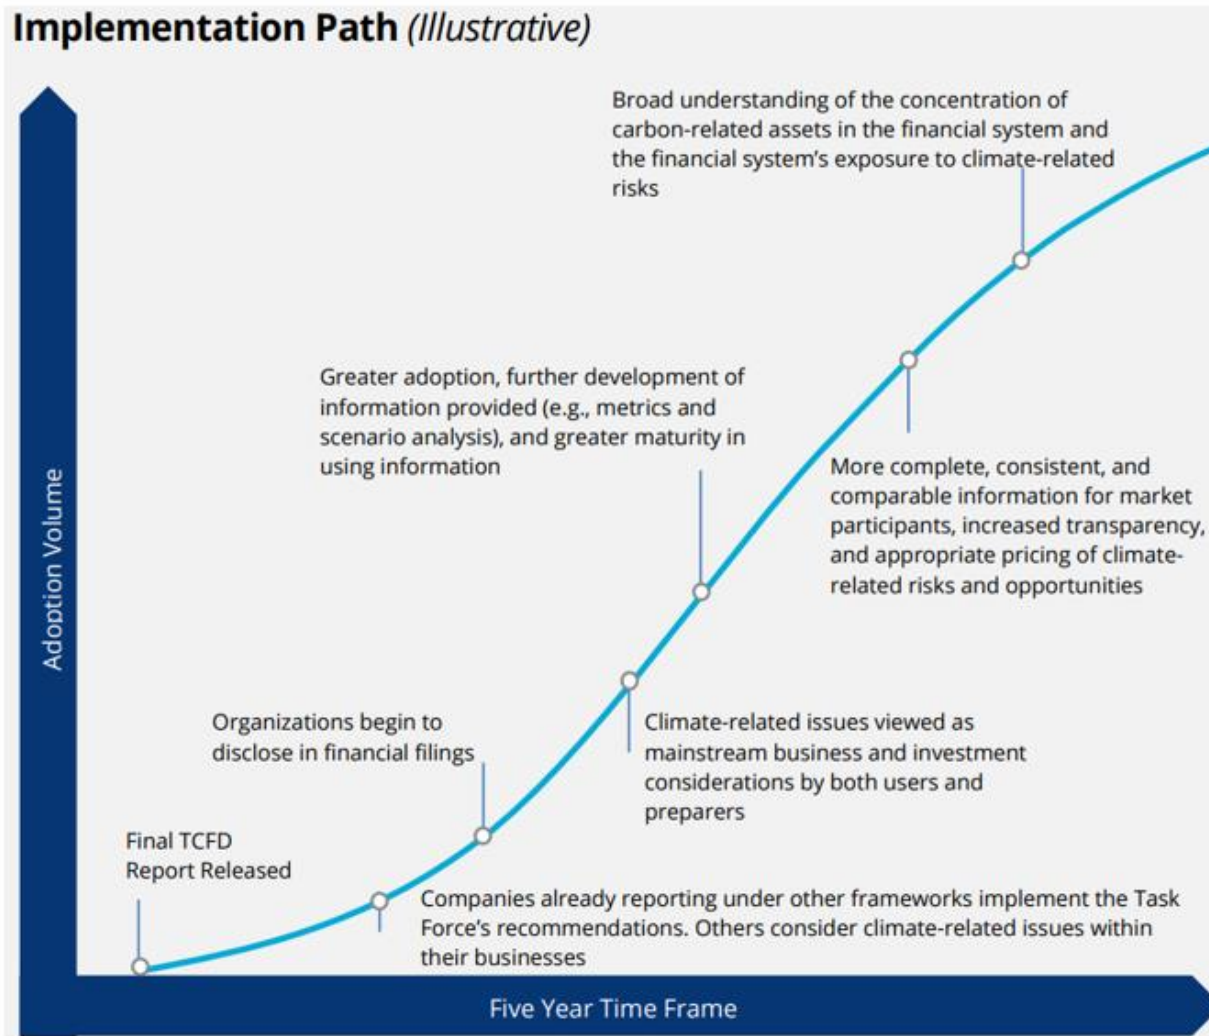 Implementation Path (Illustrative)
Broad understanding of the concentration of
carbon-related assets in the financial system and
the financial system's exposure to climate-related
risks
Greater adoption, further development of
information provided (e.g., metrics and
scenario analysis), and greater maturity in
using information
More complete, consistent, and
comparable information for market
participants, increased transparency,
and appropriate pricing of climate-
related risks and opportunities
Adoption Volume
Organizations begin to
disclose in financial filings
Climate-related issues viewed as
mainstream business and investment
considerations by both users and
preparers
Final TCFD
Report Released
Companies already reporting under other frameworks implement the Task
Force's recommendations. Others consider climate-related issues within
their businesses
Five Year Time Frame